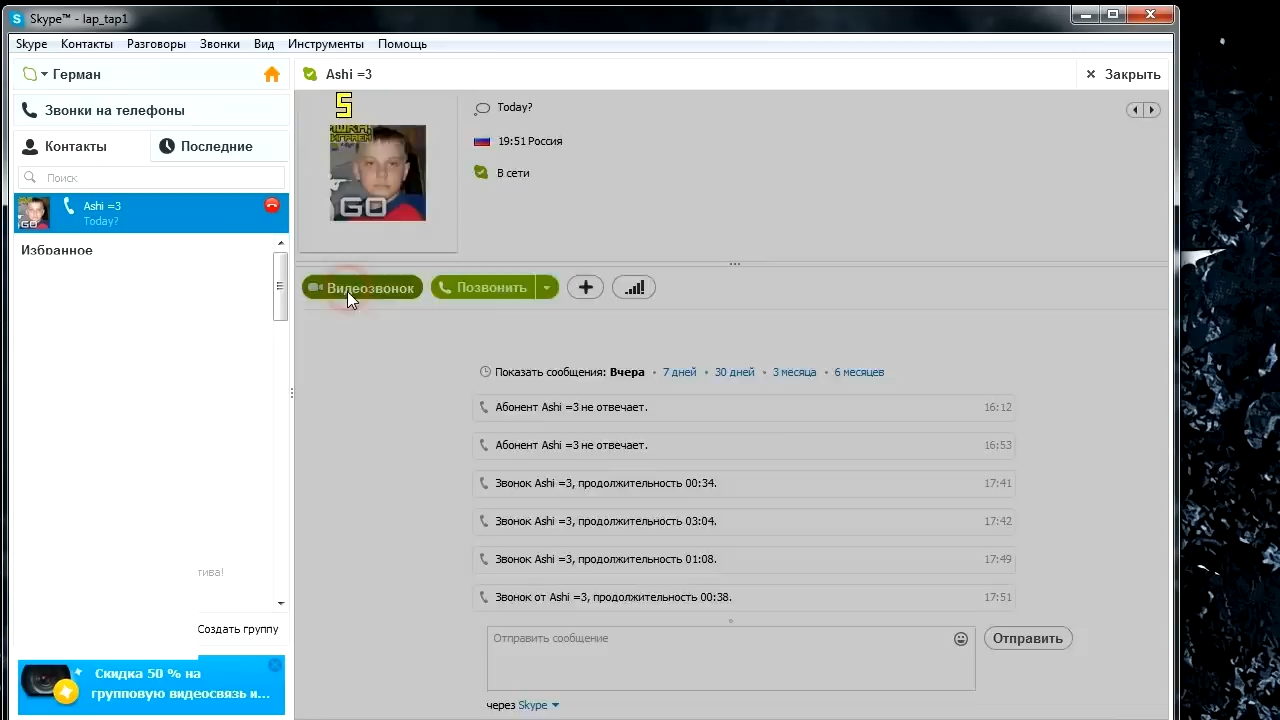 Skype™ - lap_tap1
Skype Контакты Разговоры Звонки Вид Инструменты Помощь
Герман
Звонки на телефоны
Контакты Последние
Поиск
Ashi =3
Today?
Избранное
тива!
Создать группу
Скидка 50 % на
групповую видеосвязь и...
Ashi =3
Закрыть
5
GO
Today?
19:51 Россия
В сети
Видеозвонок Позвонить
Показать сообщения: Вчера • 7 дней • 30 дней • 3 месяца • 6 месяцев
Абонент Ashi =3 не отвечает. 16:12
Абонент Ashi =3 не отвечает. 16:53
Звонок Ashi =3, продолжительность 00:34. 17:41
Звонок Ashi =3, продолжительность 03:04. 17:42
Звонок Ashi =3, продолжительность 01:08. 17:49
Звонок от Ashi =3, продолжительность 00:38. 17:51
Отправить сообщение
Отправить
через Skype